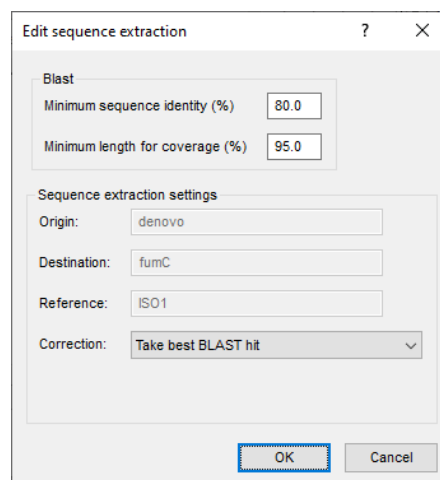 Edit sequence extraction ?
Blast
Minimum sequence identity (%) 80.0
Minimum length for coverage (%) 95.0
Sequence extraction settings
Origin: denovo
Destination: fumC
Reference: ISO1
Correction: Take best BLAST hit
OK Cancel